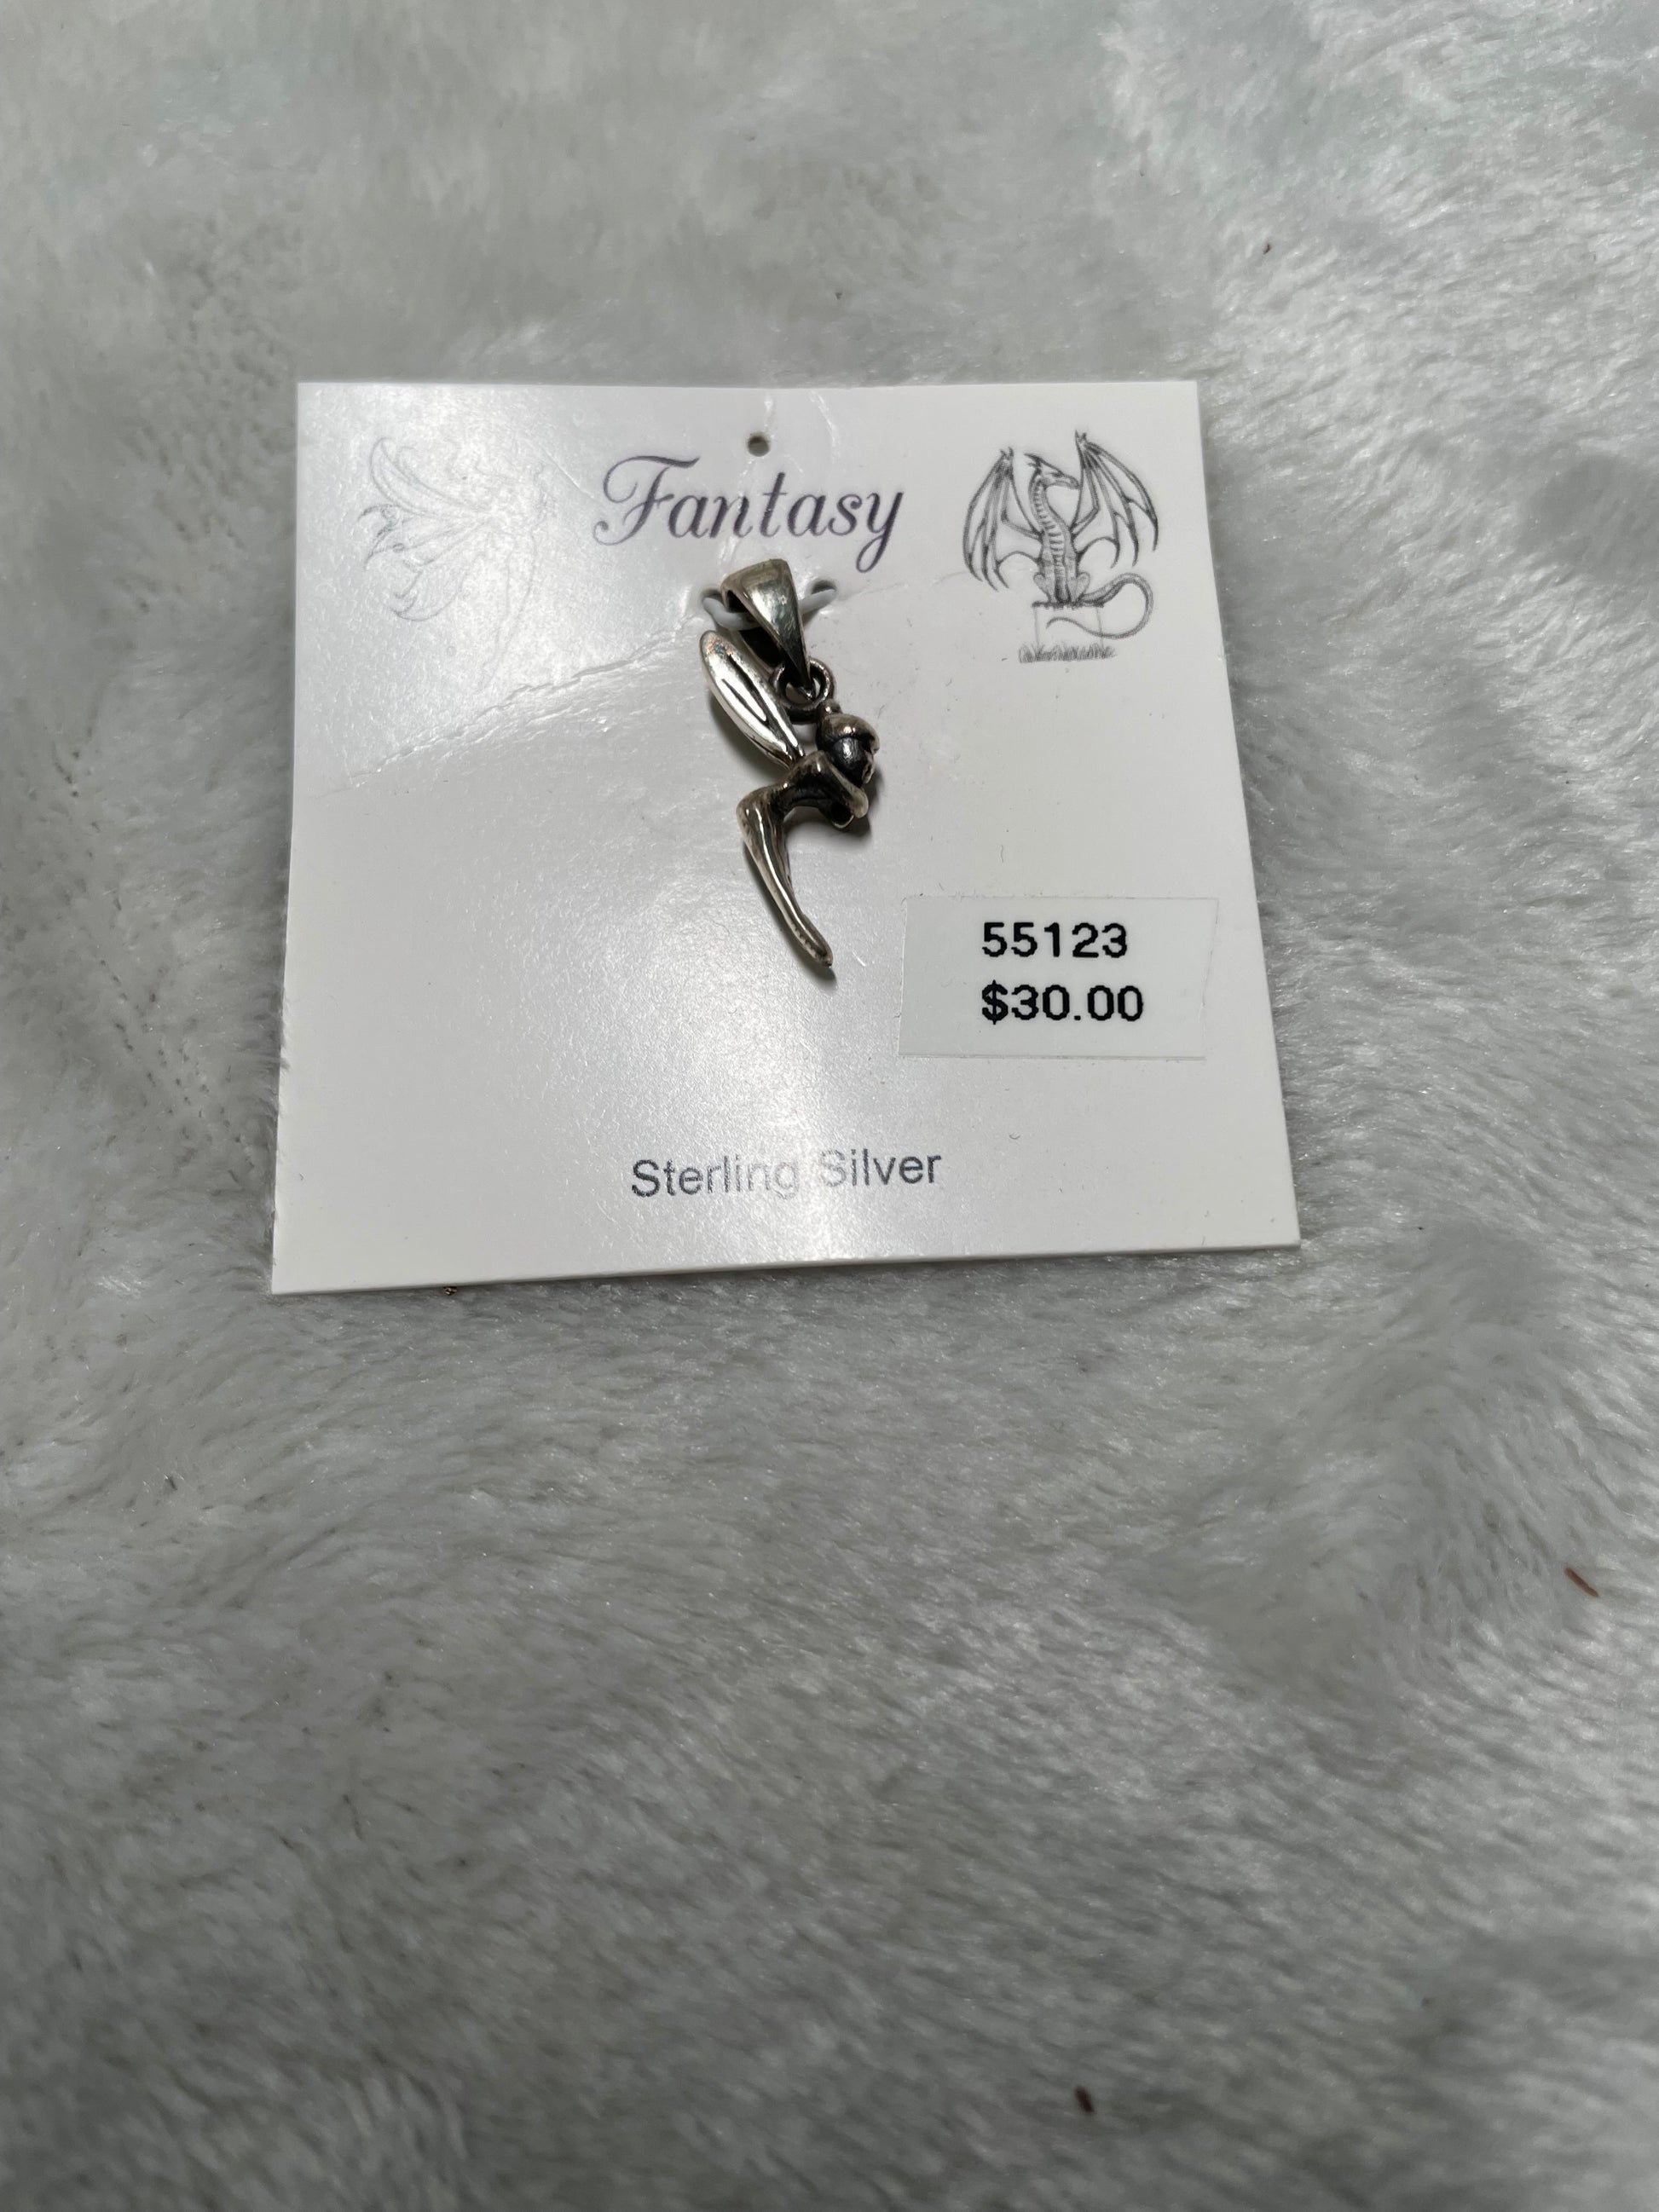 Fantasy
55123
$30.00
Sterling Silver